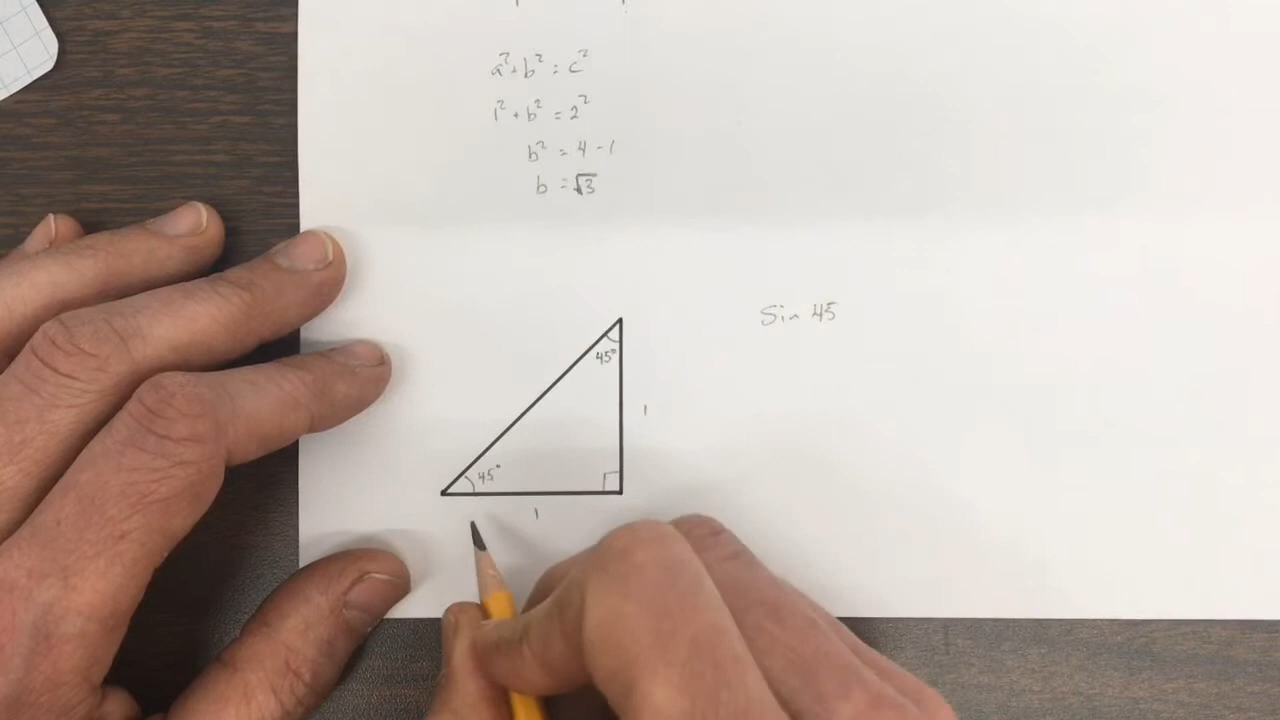 a² + b² = c²
1² + b² = 2²
b² = 4 - 1
b = √3
Sin 45
45°
1
45°
1